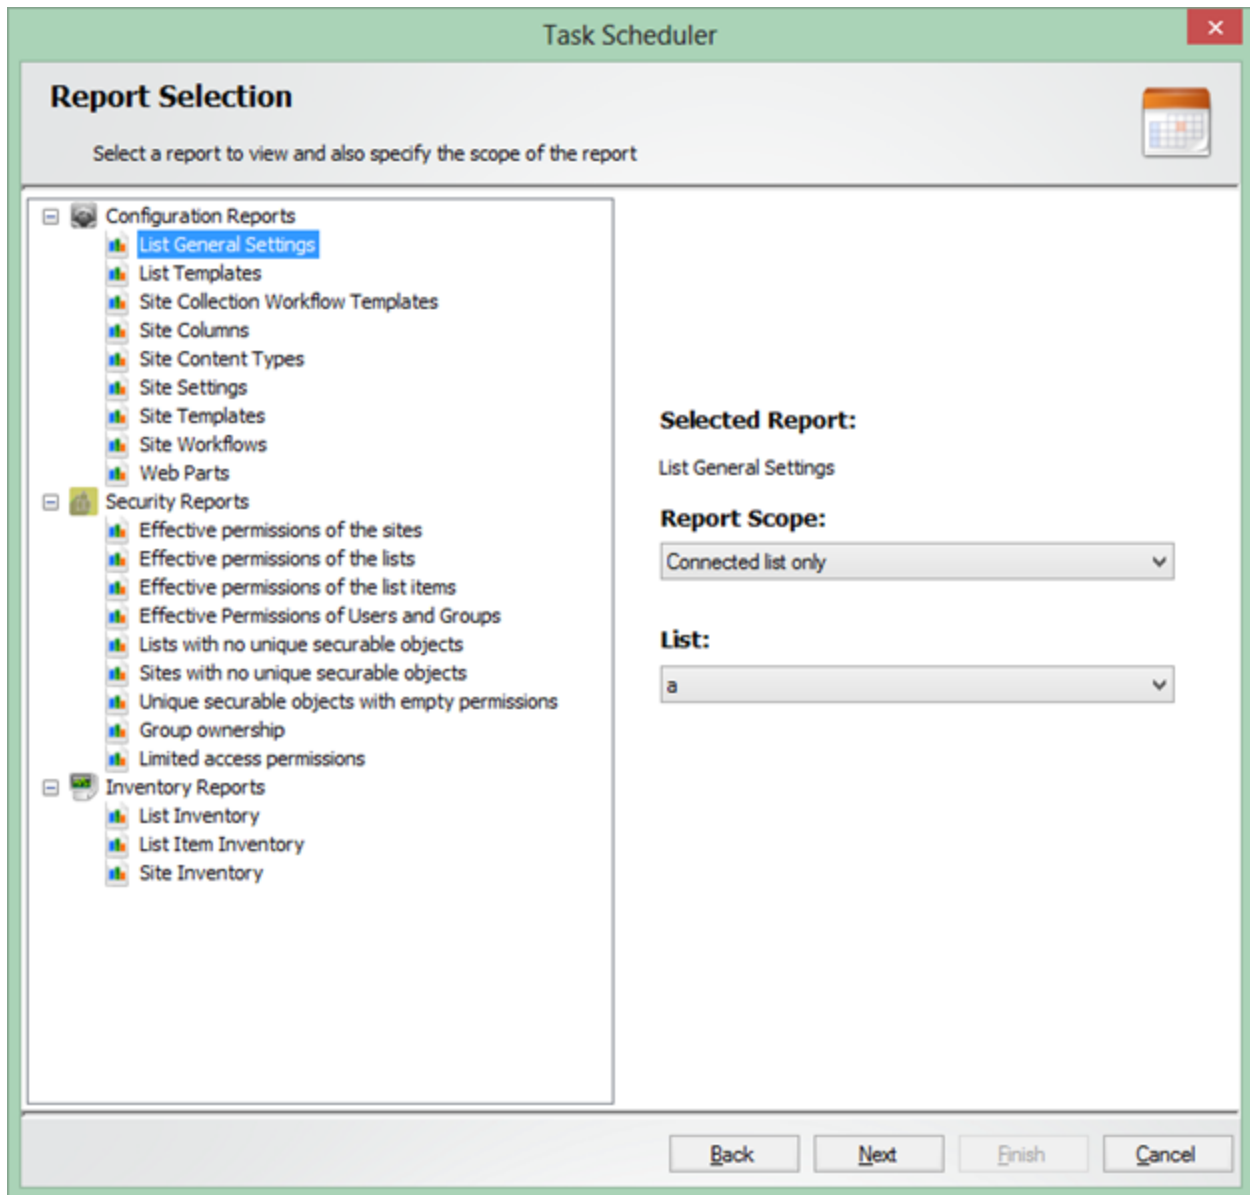 Task Scheduler
Report Selection
Select a report to view and also specify the scope of the report
Configuration Reports
List General Settings
List Templates
Site Collection Workflow Templates
Site Columns
Site Content Types
Site Settings
Site Templates
Site Workflows
Web Parts
Security Reports
Effective permissions of the sites
Effective permissions of the lists
Effective permissions of the list items
Effective Permissions of Users and Groups
Lists with no unique securable objects
Sites with no unique securable objects
Unique securable objects with empty permissions
Group ownership
Limited access permissions
Inventory Reports
List Inventory
List Item Inventory
Site Inventory
Selected Report:
List General Settings
Report Scope:
Connected list only
List:
a
Back Next Finish Cancel